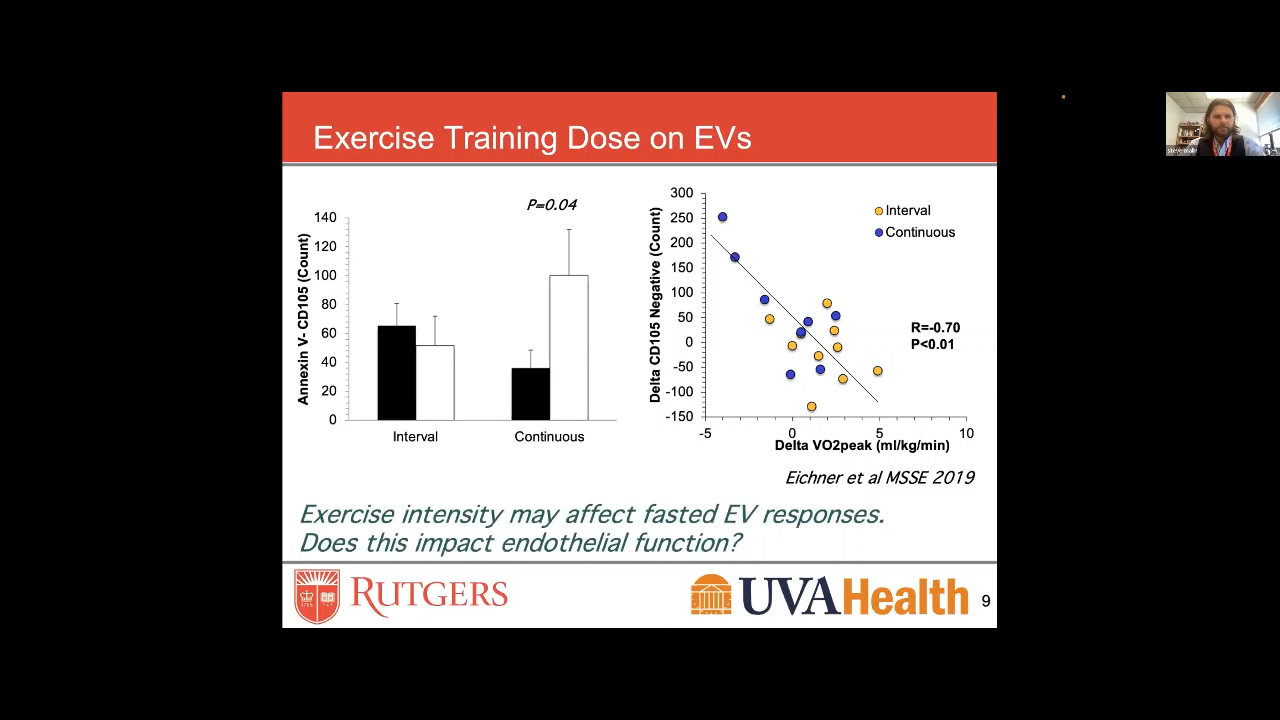 Exercise Training Dose on EVs
P=0.04
Annexin V- CD105 (Count)
140
120
100
80
60
40
20
0
Interval
Continuous
Delta CD105 Negative (Count)
300
250
200
150
100
50
0
-50
-100
-150
-5
0
5
10
Delta VO2peak (ml/kg/min)
Interval
Continuous
R=-0.70
P<0.01
Eichner et al MSSE 2019
Exercise intensity may affect fasted EV responses.
Does this impact endothelial function?
RUTGERS
UVAHealth
9